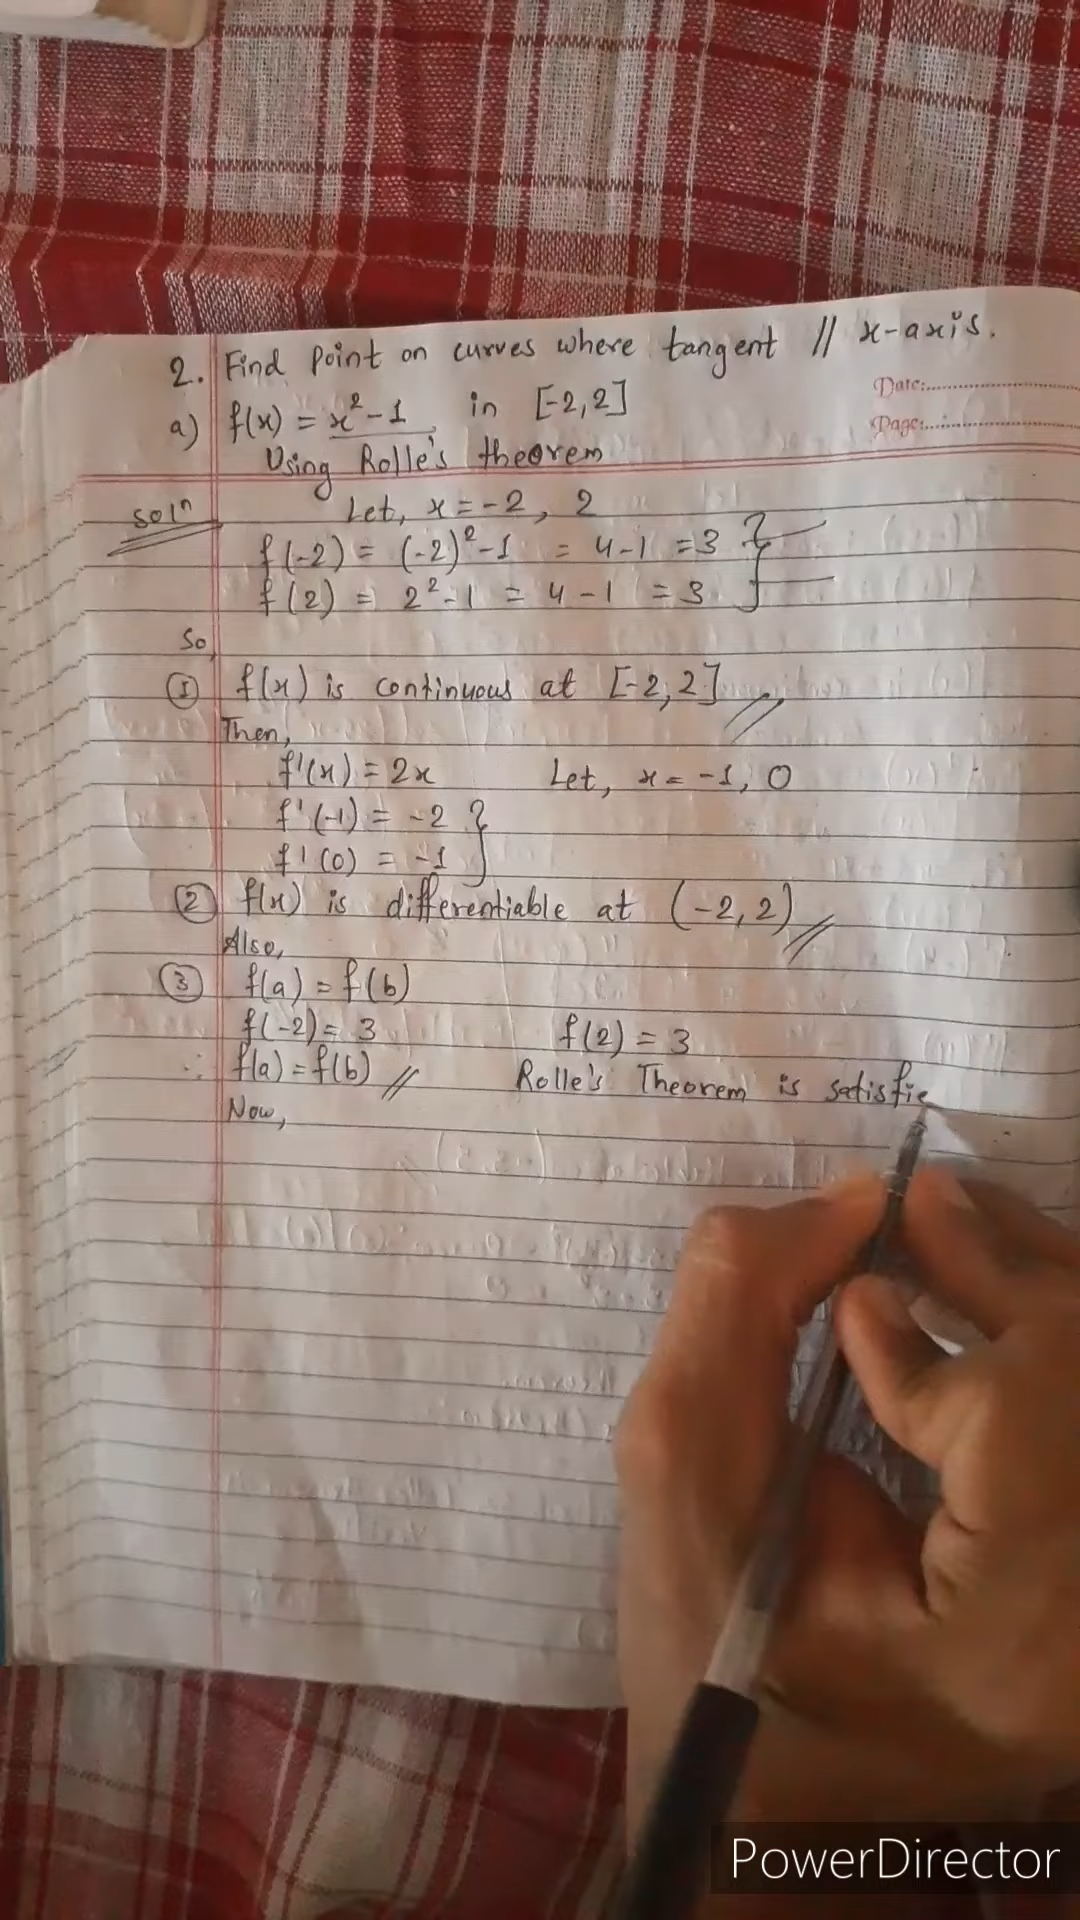 2. Find Point on curves where tangent // x-axis.
Date:
a) f(x) = x² - 1 in [-2,2]
Page:
Using Rolle's theorem
Solⁿ Let, x = -2, 2
f(-2) = (-2)² - 1 = 4 - 1 = 3 }
f(2) = 2² - 1 = 4 - 1 = 3 }
So,
① f(x) is continuous at [-2,2] //
Then,
f'(x) = 2x Let, x = -1, 0
f'(-1) = -2 }
f'(0) = -1 }
② f(x) is differentiable at (-2,2) //
Also,
③ f(a) = f(b)
f(-2) = 3 f(2) = 3
∴ f(a) = f(b) // Rolle's Theorem is satisfie
Now,
PowerDirector